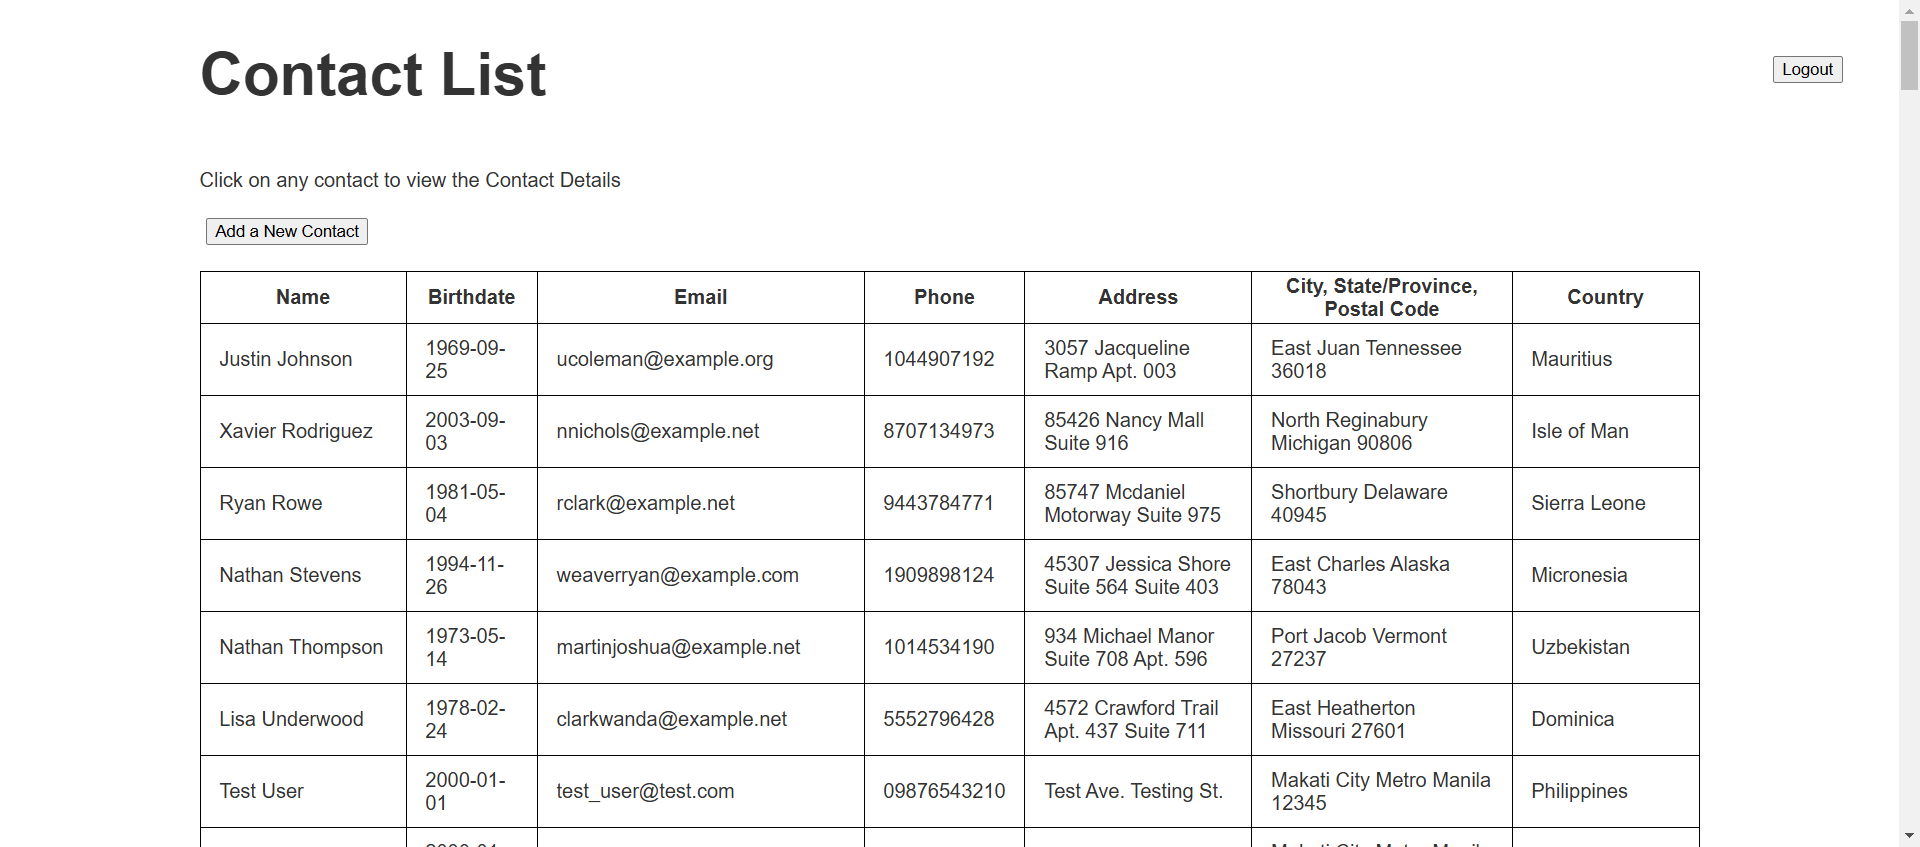 Contact List
Logout
Click on any contact to view the Contact Details
Add a New Contact
Name Birthdate Email Phone Address City, State/Province, Postal Code Country
Justin Johnson 1969-09-25 ucoleman@example.org 1044907192 3057 Jacqueline Ramp Apt. 003 East Juan Tennessee 36018 Mauritius
Xavier Rodriguez 2003-09-03 nnichols@example.net 8707134973 85426 Nancy Mall Suite 916 North Reginabury Michigan 90806 Isle of Man
Ryan Rowe 1981-05-04 rclark@example.net 9443784771 85747 Mcdaniel Motorway Suite 975 Shortbury Delaware 40945 Sierra Leone
Nathan Stevens 1994-11-26 weaverryan@example.com 1909898124 45307 Jessica Shore Suite 564 Suite 403 East Charles Alaska 78043 Micronesia
Nathan Thompson 1973-05-14 martinjoshua@example.net 1014534190 934 Michael Manor Suite 708 Apt. 596 Port Jacob Vermont 27237 Uzbekistan
Lisa Underwood 1978-02-24 clarkwanda@example.net 5552796428 4572 Crawford Trail Apt. 437 Suite 711 East Heatherton Missouri 27601 Dominica
Test User 2000-01-01 test_user@test.com 09876543210 Test Ave. Testing St. Makati City Metro Manila 12345 Philippines